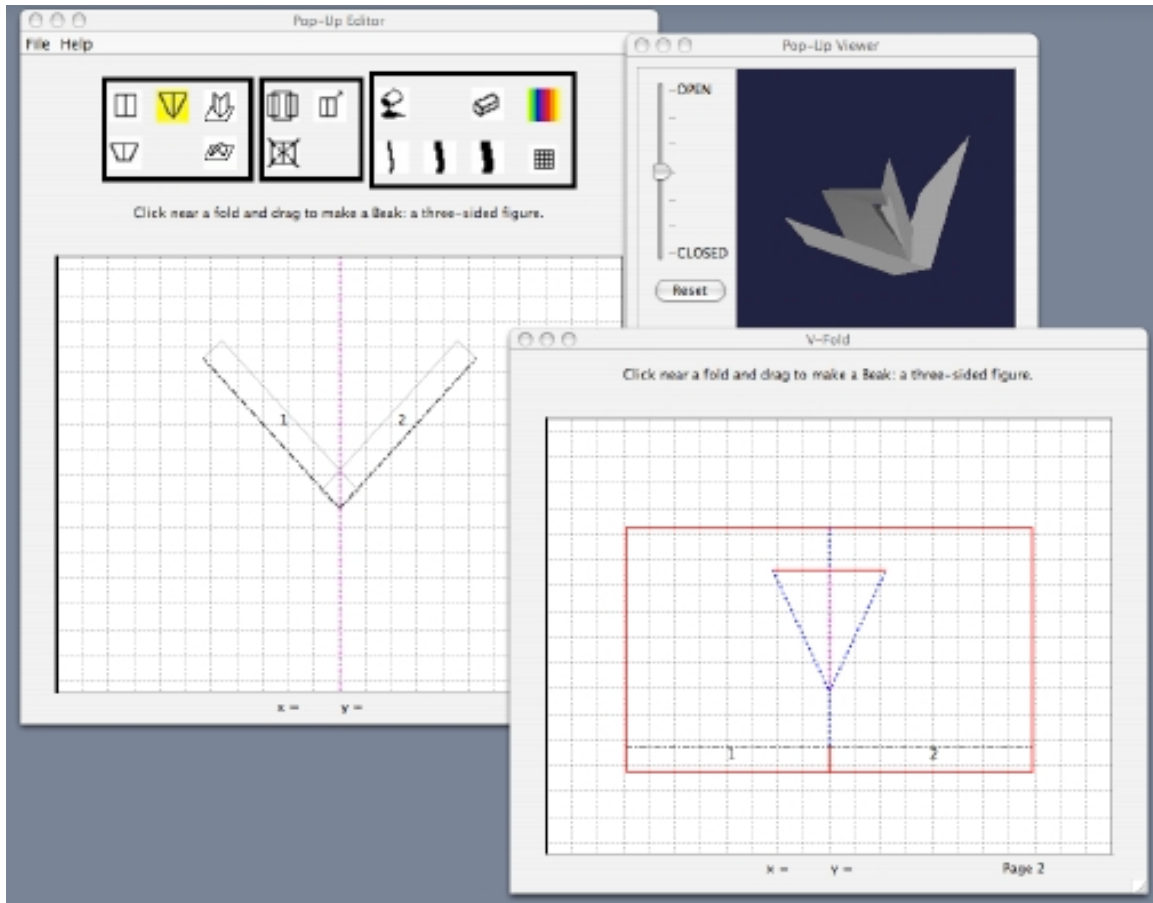 Pop-Up Editor
File Help
Click near a fold and drag to make a Beak: a three-sided figure.
1
2
x = y =
Pop-Up Viewer
OPEN
CLOSED
Reset
V-Fold
Click near a fold and drag to make a Beak: a three-sided figure.
1
2
x = y = Page 2